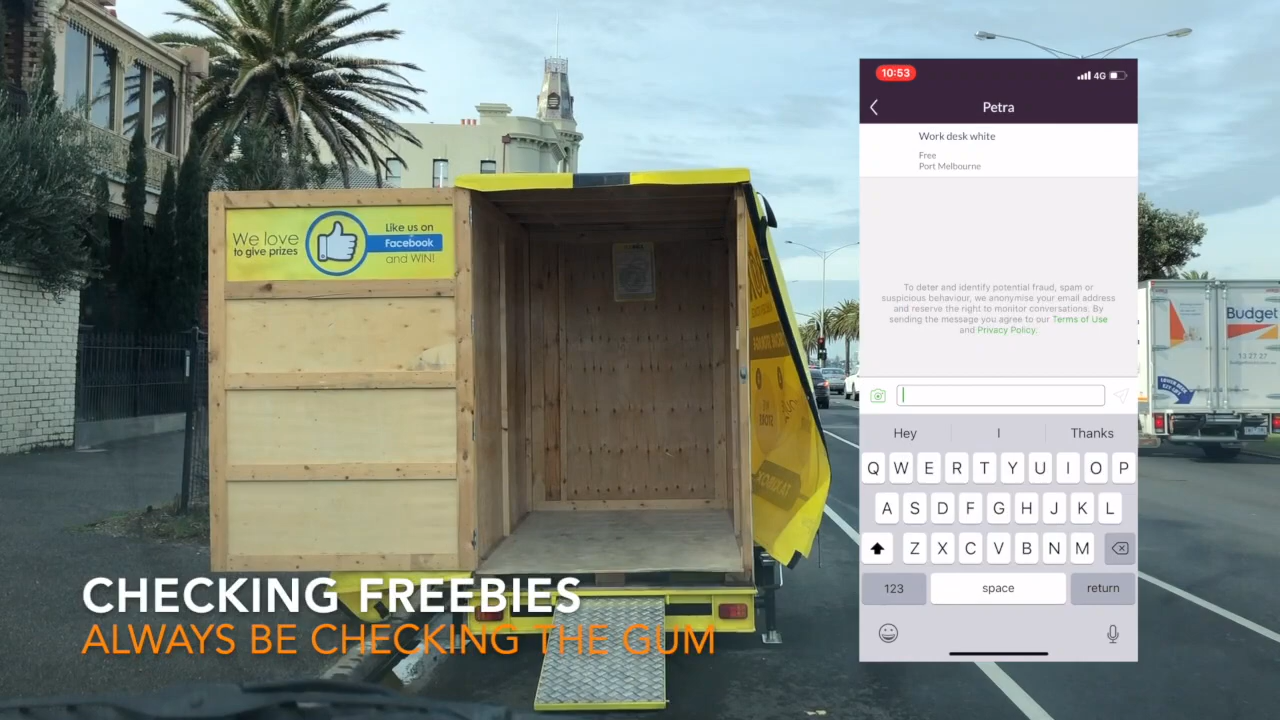 We love
to give prizes
Like us on
Facebook
and WIN!
10:53
4G
Petra
Work desk white
Free
Port Melbourne
To deter and identify potential fraud, spam or
suspicious behaviour, we anonymise your email address
and reserve the right to monitor conversations. By
sending the message you agree to our Terms of Use
and Privacy Policy.
Hey I Thanks
Q W E R T Y U I O P
A S D F G H J K L
Z X C V B N M
123 space return
Budget
13 27 27
CHECKING FREEBIES
ALWAYS BE CHECKING THE GUM